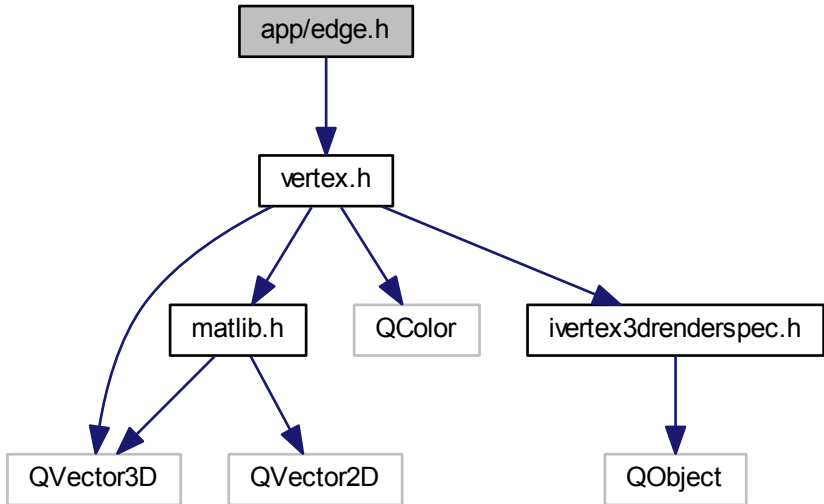 app/edge.h
vertex.h
matlib.h
QColor
ivertex3drenderspec.h
QVector3D
QVector2D
QObject